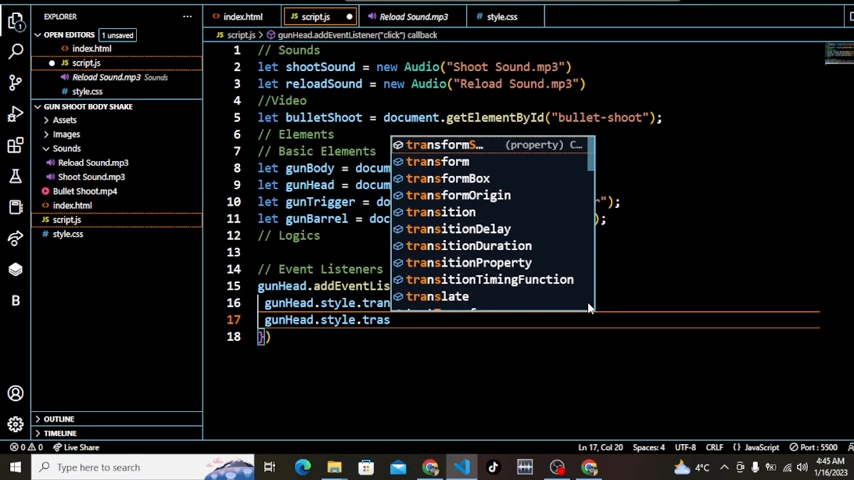 EXPLORER
···
index.html
script.js
Reload Sound.mp3
style.css
OPEN EDITORS
1 unsaved
index.html
script.js
Reload Sound.mp3 Sounds
style.css
GUN SHOOT BODY SHAKE
Assets
Images
Sounds
Reload Sound.mp3
Shoot Sound.mp3
Bullet Shoot.mp4
index.html
script.js
style.css
OUTLINE
TIMELINE
script.js > gunHead.addEventListener("click") callback
1 // Sounds
2 let shootSound = new Audio("Shoot Sound.mp3")
3 let reloadSound = new Audio("Reload Sound.mp3")
4 //Video
5 let bulletShoot = document.getElementById("bullet-shoot");
6 // Elements
7 // Basic Elements
8 let gunBody = docum
9 let gunHead = docum
10 let gunTrigger = do r");
11 let gunBarrel = doc );
12 // Logics
13
14 // Event Listeners
15 gunHead.addEventLis
16 gunHead.style.tran
17 gunHead.style.tras
18 })
transformS... (property) C...
transform
transformBox
transformOrigin
transition
transitionDelay
transitionDuration
transitionProperty
transitionTimingFunction
translate
0 0
Live Share
Ln 17, Col 20
Spaces: 4
UTF-8
CRLF
{} JavaScript
Port : 5500
Type here to search
4°C
4:45 AM
1/16/2023